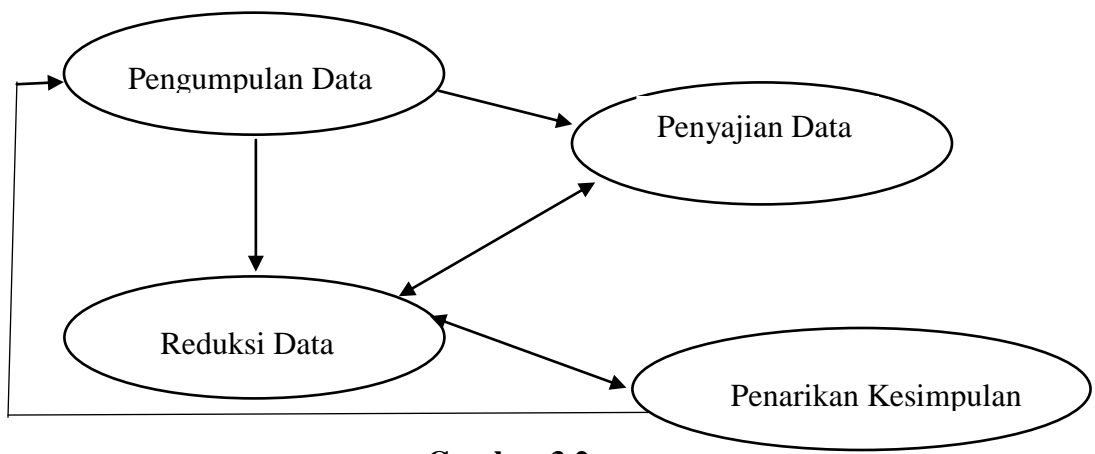 Pengumpulan Data
Penyajian Data
Reduksi Data
Penarikan Kesimpulan